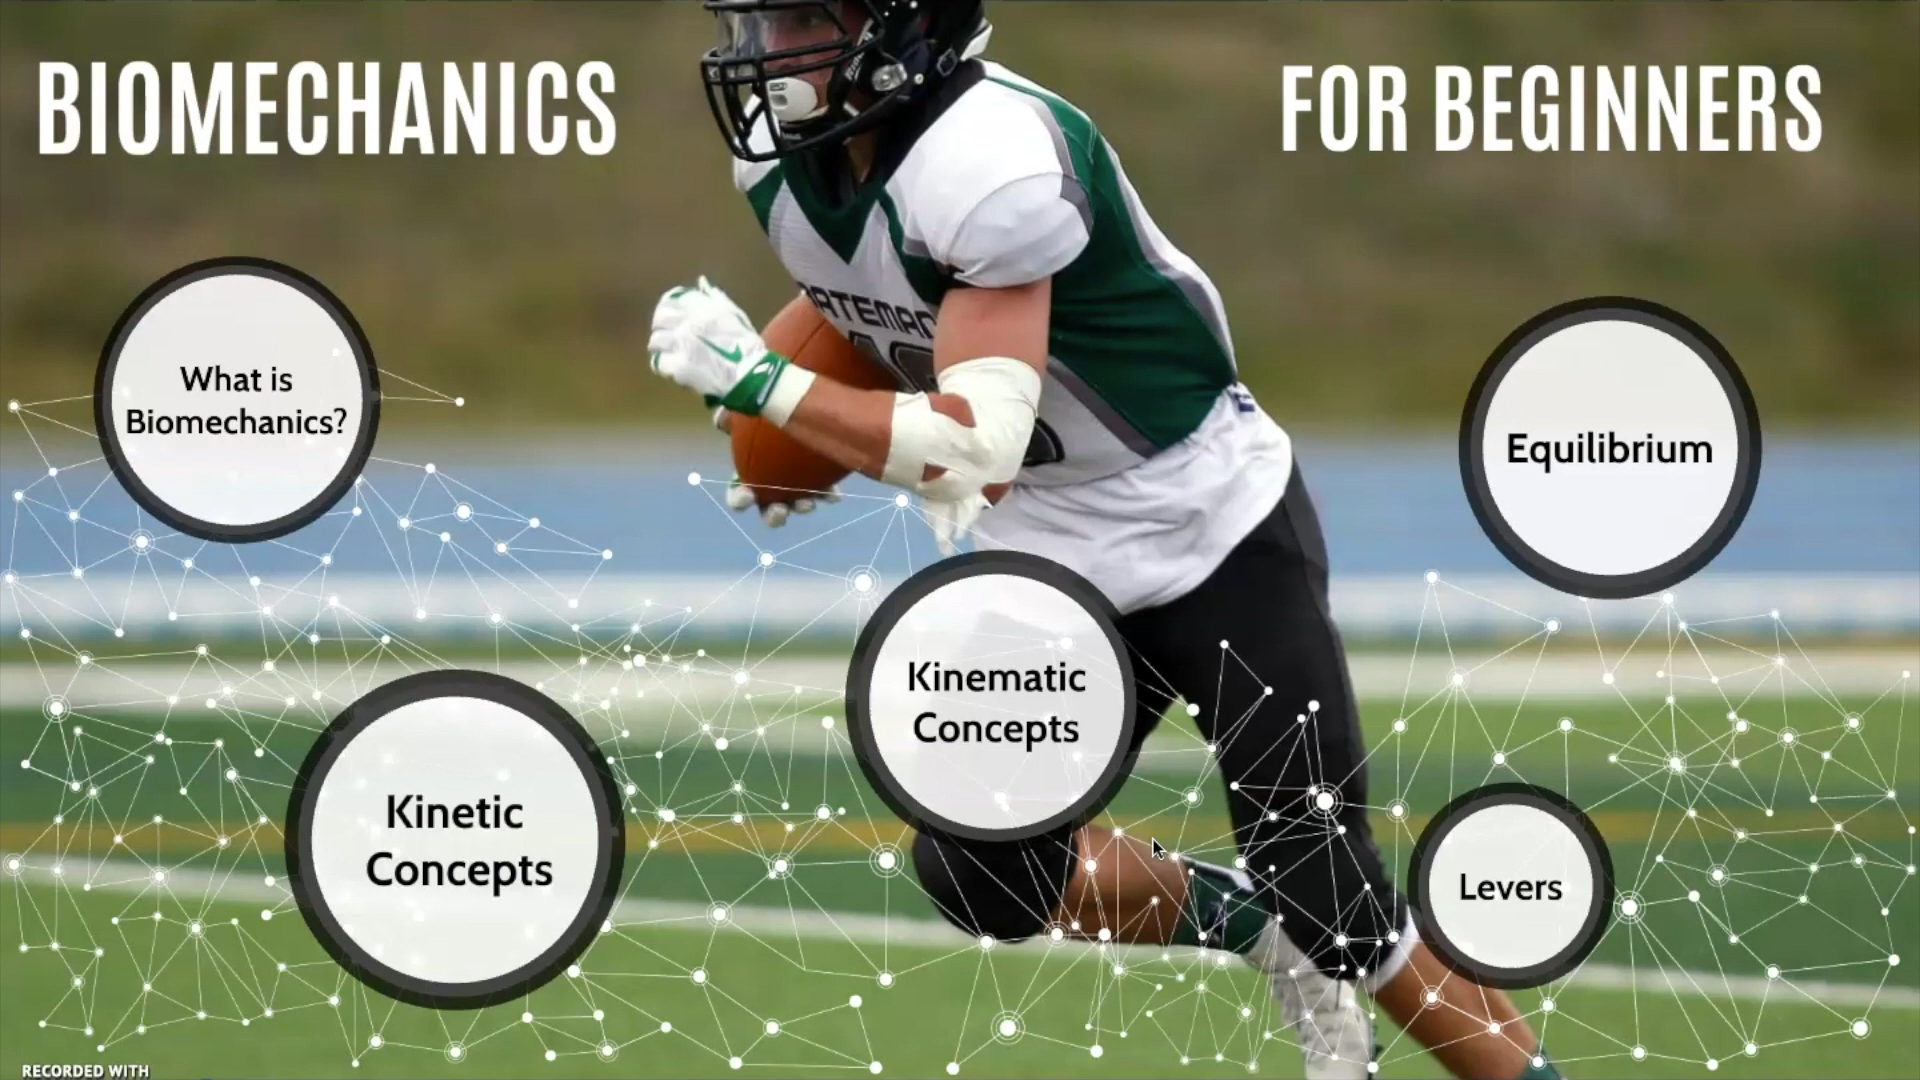 BIOMECHANICS
FOR BEGINNERS
What is
Biomechanics?
Equilibrium
Kinematic
Concepts
Kinetic
Concepts
Levers
RECORDED WITH